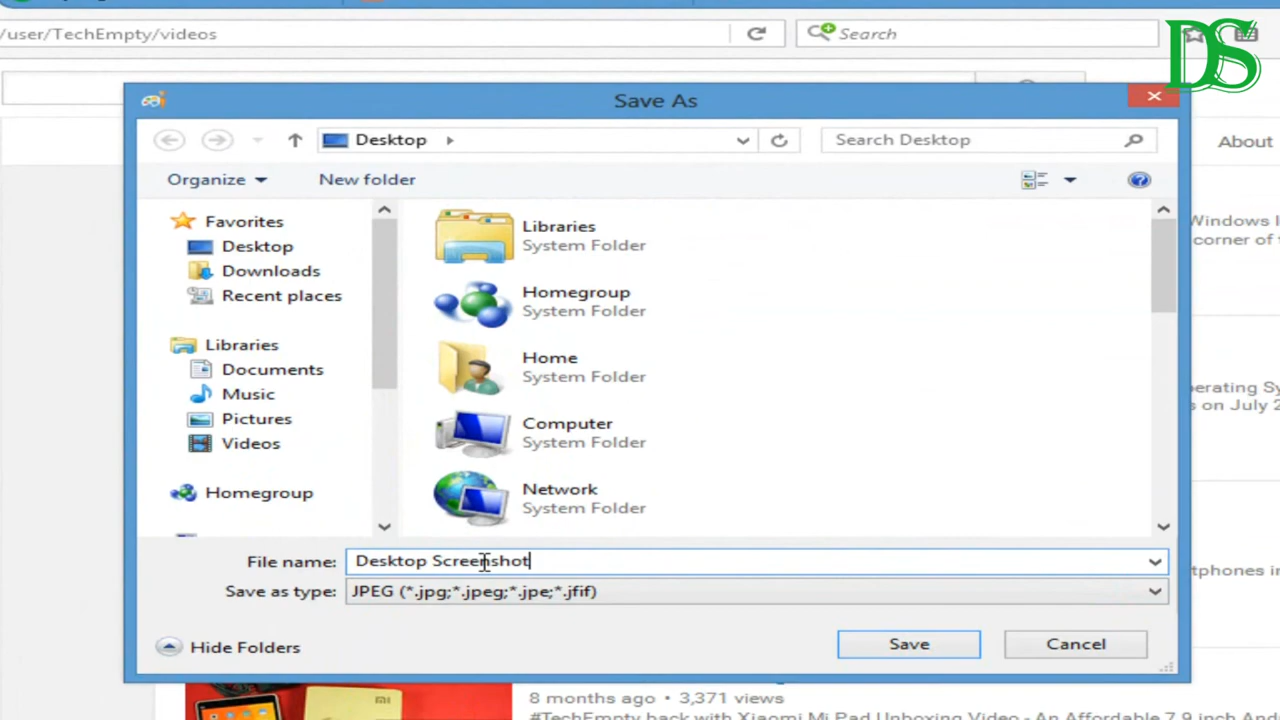 /user/TechEmpty/videos
Search
DS
Save As
Desktop
Search Desktop
About
Organize
New folder
Favorites
Desktop
Downloads
Recent places
Libraries
Documents
Music
Pictures
Videos
Homegroup
Libraries
System Folder
Homegroup
System Folder
Home
System Folder
Computer
System Folder
Network
System Folder
Windows
corner of
perating
s on July 2
tphones in
File name: Desktop Screenshot
Save as type: JPEG (*.jpg;*.jpeg;*.jpe;*.jfif)
Hide Folders
Save
Cancel
mi
8 months ago • 3,371 views
#TechEmpty back with Xiaomi Mi Pad Unboxing Video - An Affordable 7.9 inch And